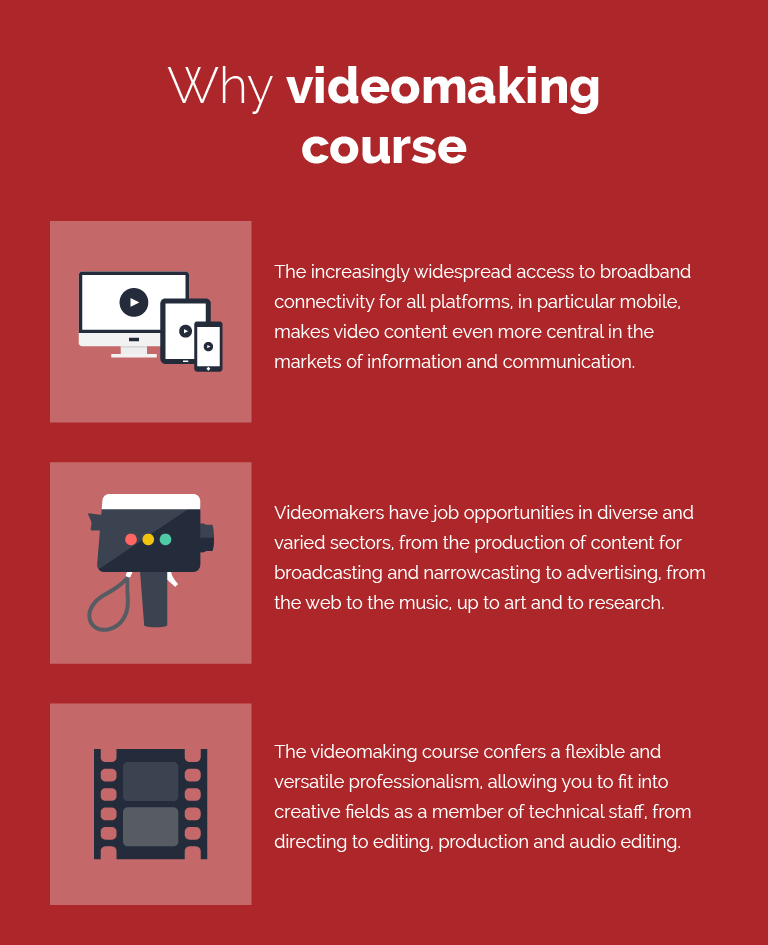 Why videomaking
course
The increasingly widespread access to broadband
connectivity for all platforms, in particular mobile,
makes video content even more central in the
markets of information and communication.
Videomakers have job opportunities in diverse and
varied sectors, from the production of content for
broadcasting and narrowcasting to advertising, from
the web to the music, up to art and to research.
The videomaking course confers a flexible and
versatile professionalism, allowing you to fit into
creative fields as a member of technical staff, from
directing to editing, production and audio editing.